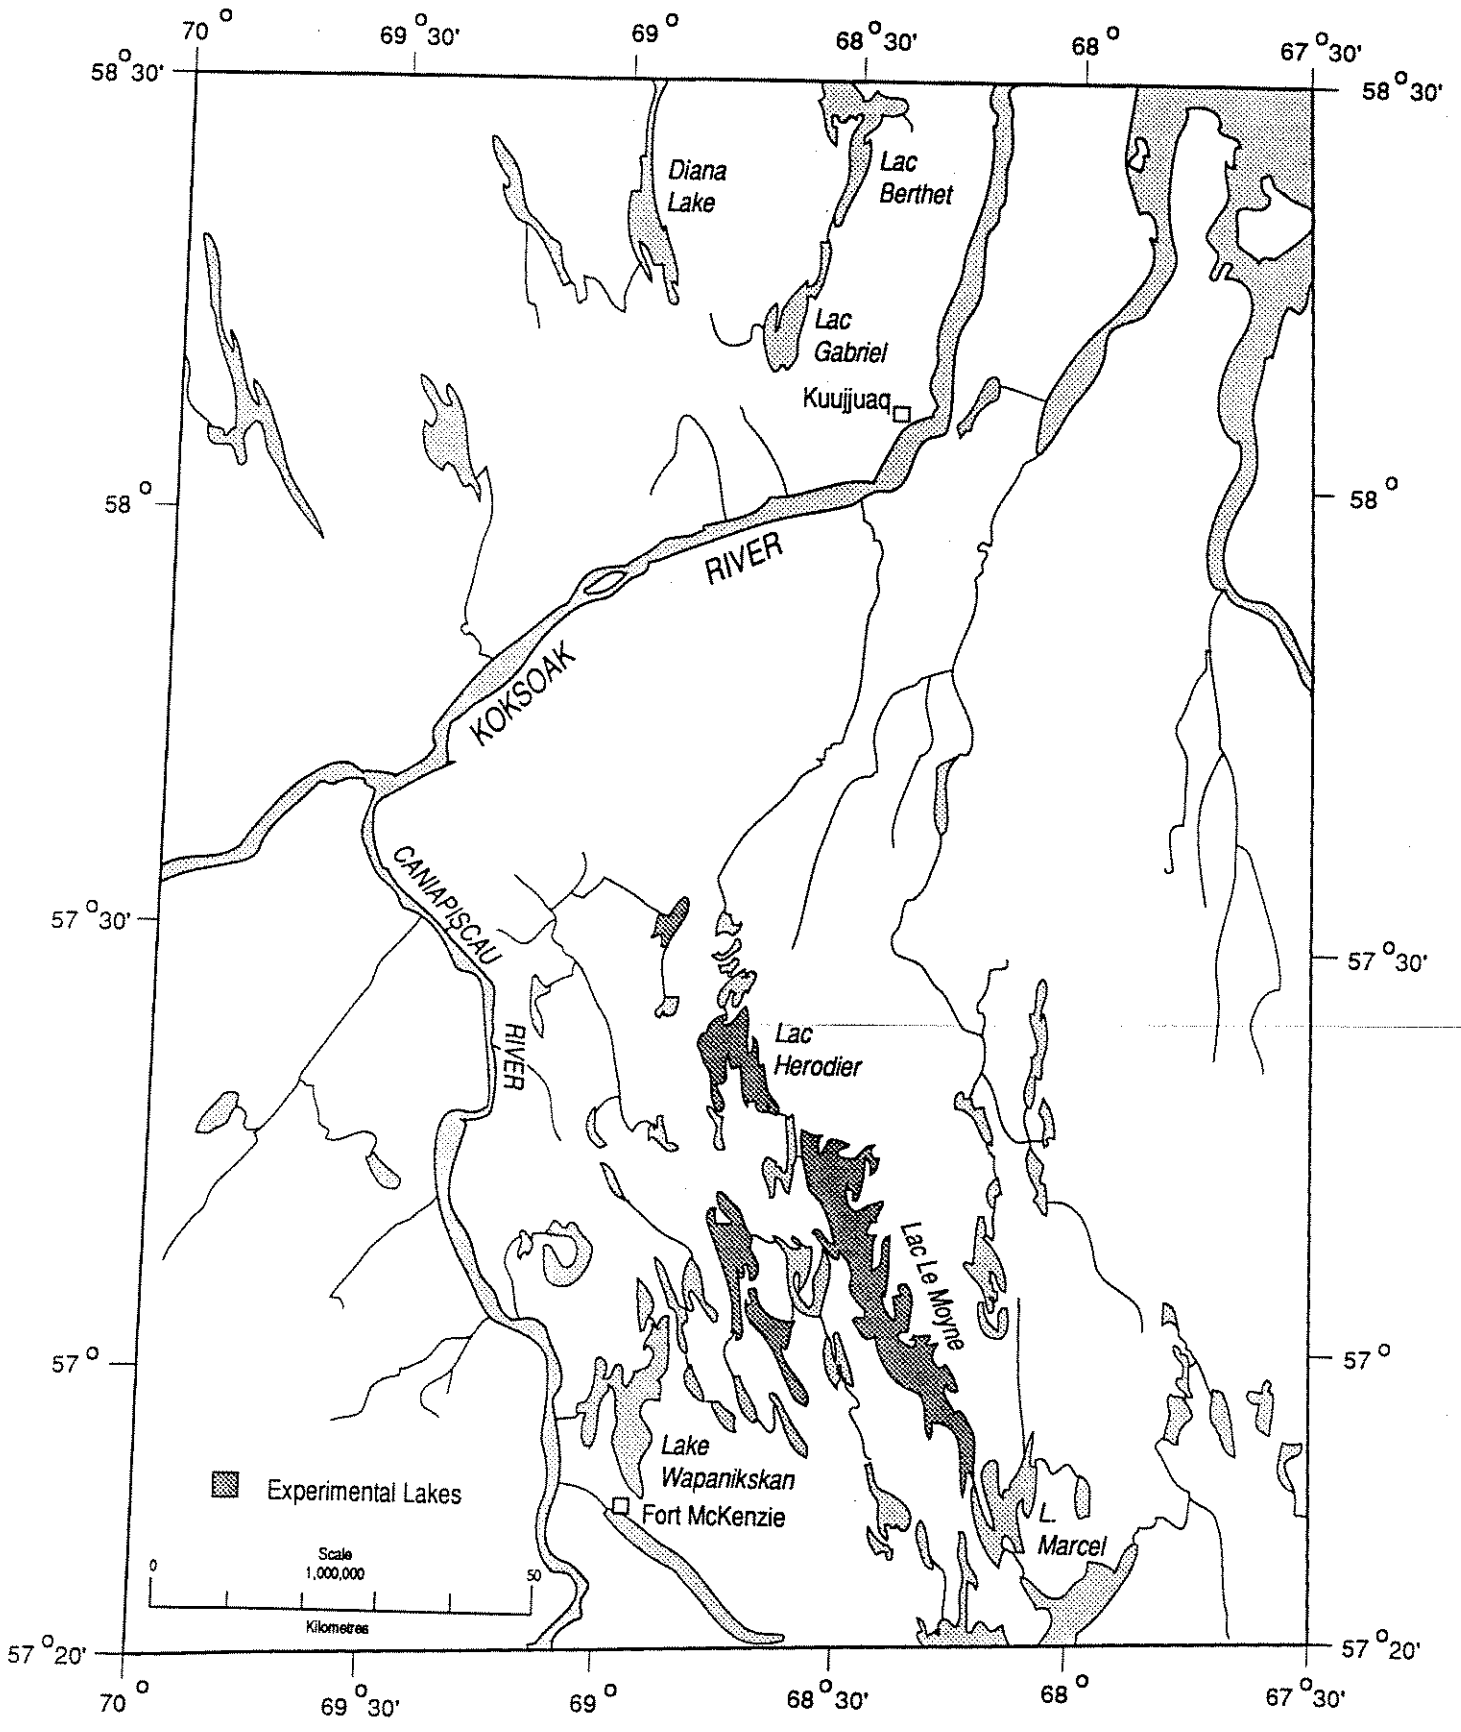 70 °
69 ° 30'
69 °
68 ° 30'
68 °
67 ° 30'
58 ° 30'
58 ° 30'
Diana
Lake
Lac
Berthet
Lac
Gabriel
Kuujjuaq
58 °
58 °
RIVER
KOKSOAK
CANIAPISCAU
RIVER
57 ° 30'
57 ° 30'
Lac
Herodier
Lac Le Moyne
57 °
57 °
Lake
Wapanikskan
Experimental Lakes
Fort McKenzie
L.
Marcel
Scale
1,000,000
0
50
Kilometres
57 ° 20'
57 ° 20'
70 °
69 ° 30'
69 °
68 ° 30'
68 °
67 ° 30'